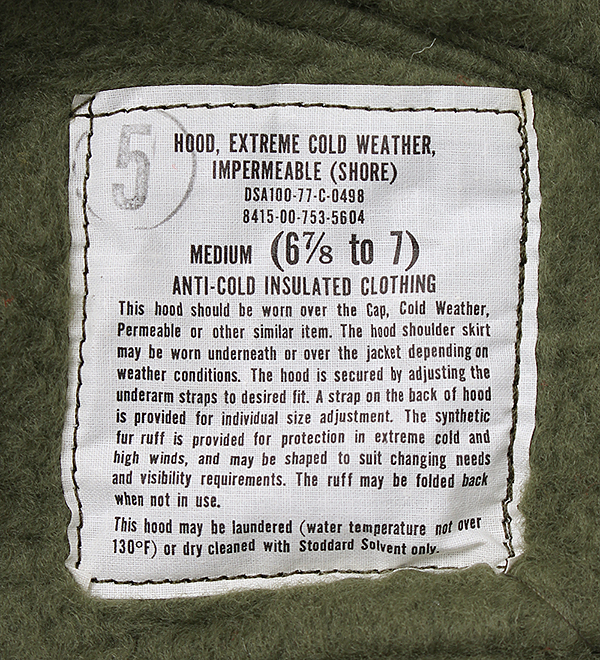 5
HOOD, EXTREME COLD WEATHER,
IMPERMEABLE (SHORE)
DSA100-77-C-0498
8415-00-753-5604
MEDIUM (6⅞ to 7)
ANTI-COLD INSULATED CLOTHING
This hood should be worn over the Cap, Cold Weather,
Permeable or other similar item. The hood shoulder skirt
may be worn underneath or over the jacket depending on
weather conditions. The hood is secured by adjusting the
underarm straps to desired fit. A strap on the back of hood
is provided for individual size adjustment. The synthetic
fur ruff is provided for protection in extreme cold and
high winds, and may be shaped to suit changing needs
and visibility requirements. The ruff may be folded back
when not in use.
This hood may be laundered (water temperature not over
130°F) or dry cleaned with Stoddard Solvent only.